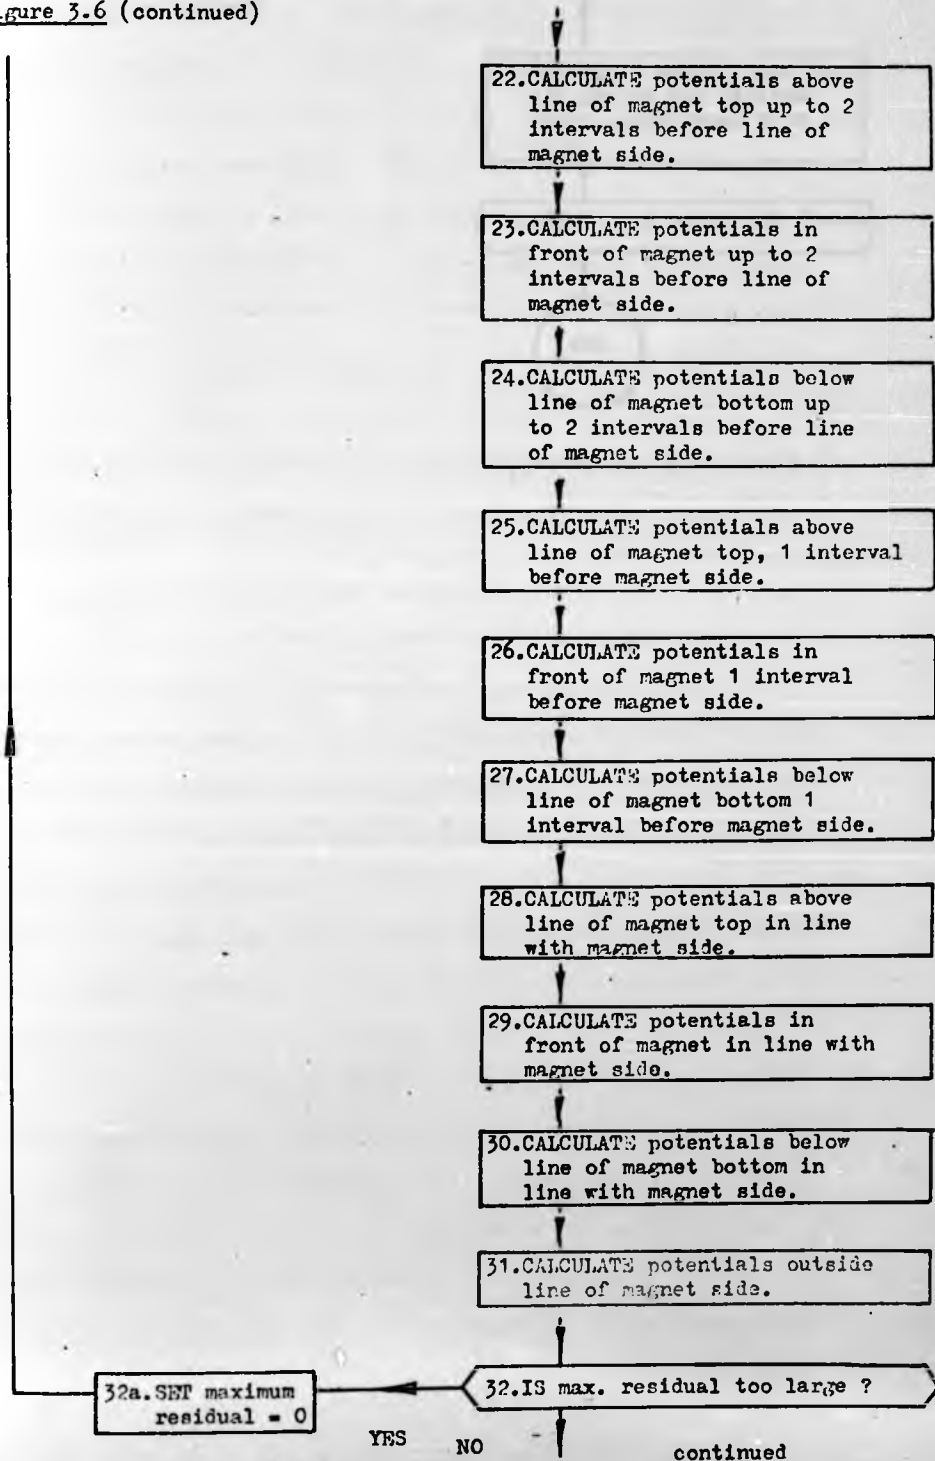 gure 3.6 (continued)
22.CALCULATE potentials above
line of magnet top up to 2
intervals before line of
magnet side.
23.CALCULATE potentials in
front of magnet up to 2
intervals before line of
magnet side.
24.CALCULATE potentials below
line of magnet bottom up
to 2 intervals before line
of magnet side.
25.CALCULATE potentials above
line of magnet top, 1 interval
before magnet side.
26.CALCULATE potentials in
front of magnet 1 interval
before magnet side.
27.CALCULATE potentials below
line of magnet bottom 1
interval before magnet side.
28.CALCULATE potentials above
line of magnet top in line
with magnet side.
29.CALCULATE potentials in
front of magnet in line with
magnet side.
30.CALCULATE potentials below
line of magnet bottom in
line with magnet side.
31.CALCULATE potentials outside
line of magnet side.
32.IS max. residual too large ?
32a.SET maximum
residual = 0
YES
NO
continued